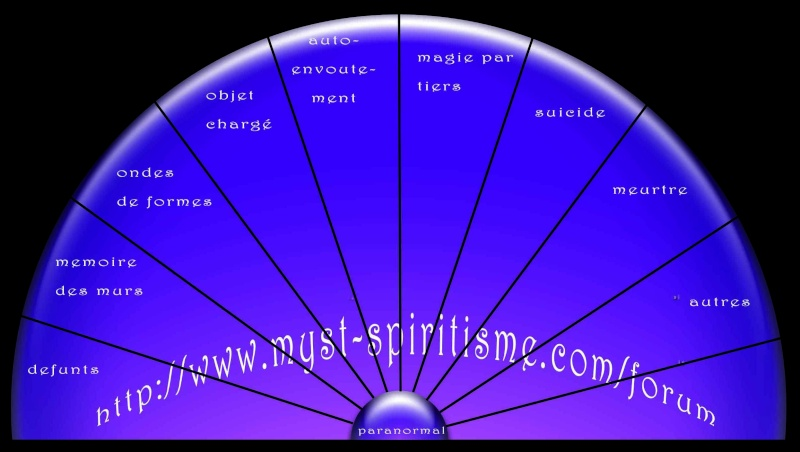 defunts
memoire
des murs
ondes
de formes
objet
chargé
auto-
envoute-
ment
magie par
tiers
suicide
meurtre
autres
http://www.myst-spiritisme.com/forum
paranormal